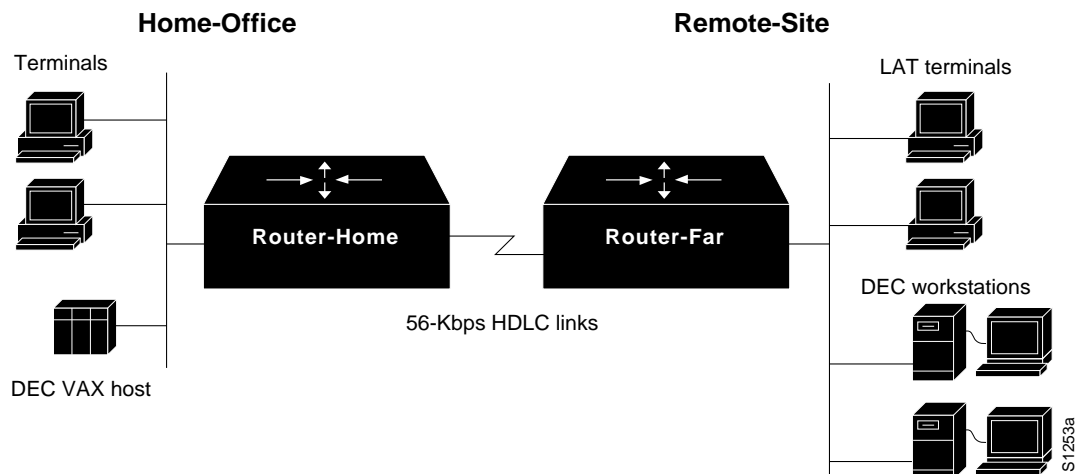 Home-Office
Remote-Site
Terminals
LAT terminals
Router-Home
Router-Far
DEC workstations
56-Kbps HDLC links
DEC VAX host
S1253a